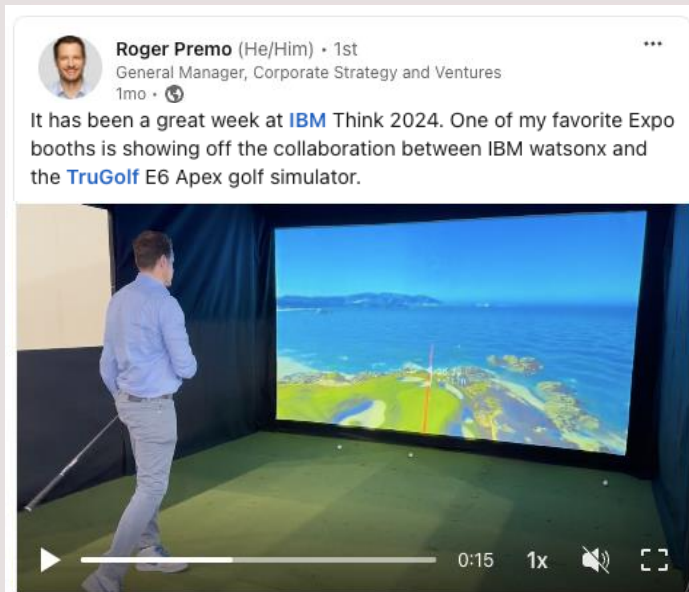 Roger Premo (He/Him) • 1st
General Manager, Corporate Strategy and Ventures
1mo •
It has been a great week at IBM Think 2024. One of my favorite Expo
booths is showing off the collaboration between IBM watsonx and
the TruGolf E6 Apex golf simulator.
0:15 1x